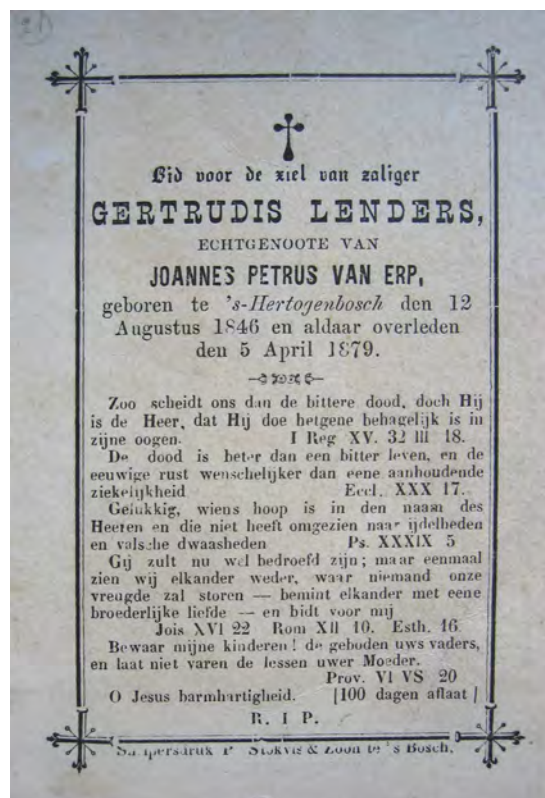 21
Bid voor de ziel van zaliger
GERTRUDIS LENDERS,
ECHTGENOOTE VAN
JOANNES PETRUS VAN ERP,
geboren te 's-Hertogenbosch den 12
Augustus 1846 en aldaar overleden
den 5 April 1879.
Zoo scheidt ons dan de bittere dood, doch Hij
is de Heer, dat Hij doe hetgene behagelijk is in
zijne oogen. I Reg XV. 32 III 18.
De dood is beter dan een bitter leven, en de
eeuwige rust wenschelijker dan eene aanhoudende
ziekelijkheid Eccl. XXX 17.
Gelukkig, wiens hoop is in den naam des
Heeren en die niet heeft omgezien naar ijdelheden
en valsche dwaasheden Ps. XXXIX 5
Gij zult nu wel bedroefd zijn; maar eenmaal
zien wij elkander weder, waar niemand onze
vreugde zal storen — bemint elkander met eene
broederlijke liefde — en bidt voor mij
Jois XVI 22 Rom XII 10. Esth. 16
Bewaar mijne kinderen! de geboden uws vaders,
en laat niet varen de lessen uwer Moeder.
Prov. VI VS 20
O Jesus barmhartigheid. [100 dagen aflaat]
R. I P.
Stokvis & Zoon te 's Bosch.